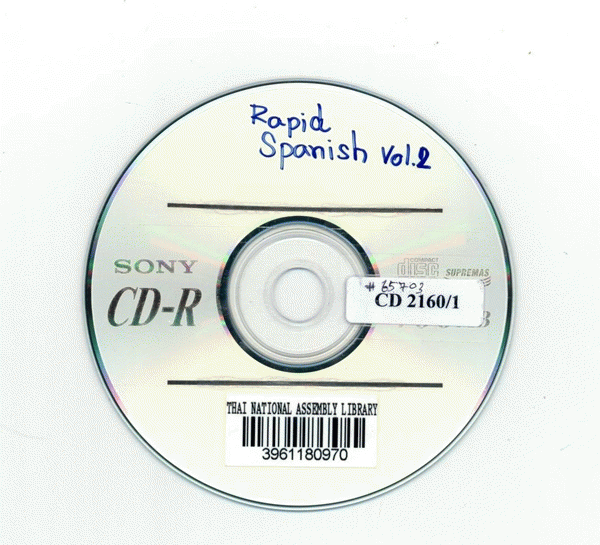 Rapid
Spanish Vol.2
SONY
CD-R
COMPACT
disc
SUPREMAS
#65703
CD 2160/1
THAI NATIONAL ASSEMBLY LIBRARY
3961180970